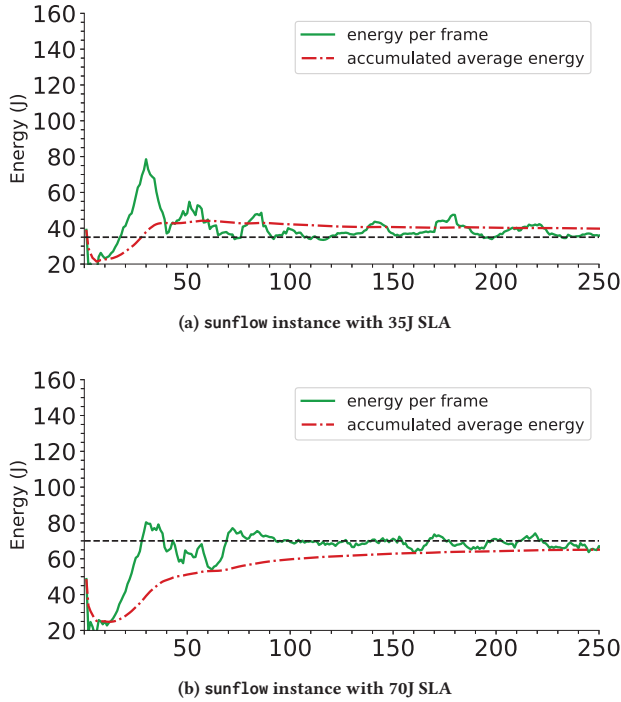 160
140
120
100
80
60
40
20
Energy (J)
energy per frame
accumulated average energy
50 100 150 200 250
(a) sunflow instance with 35J SLA
160
140
120
100
80
60
40
20
Energy (J)
energy per frame
accumulated average energy
50 100 150 200 250
(b) sunflow instance with 70J SLA